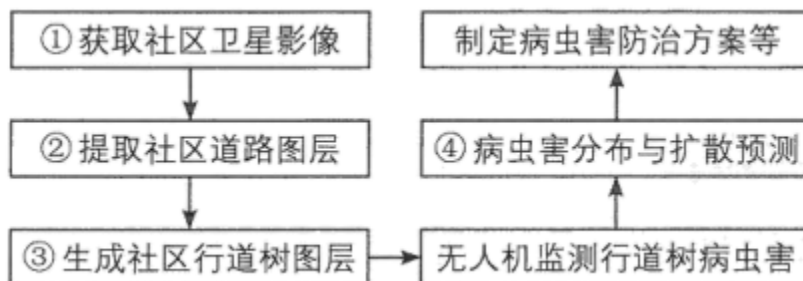 ①获取社区卫星影像
②提取社区道路图层
③生成社区行道树图层
无人机监测行道树病虫害
④病虫害分布与扩散预测
制定病虫害防治方案等